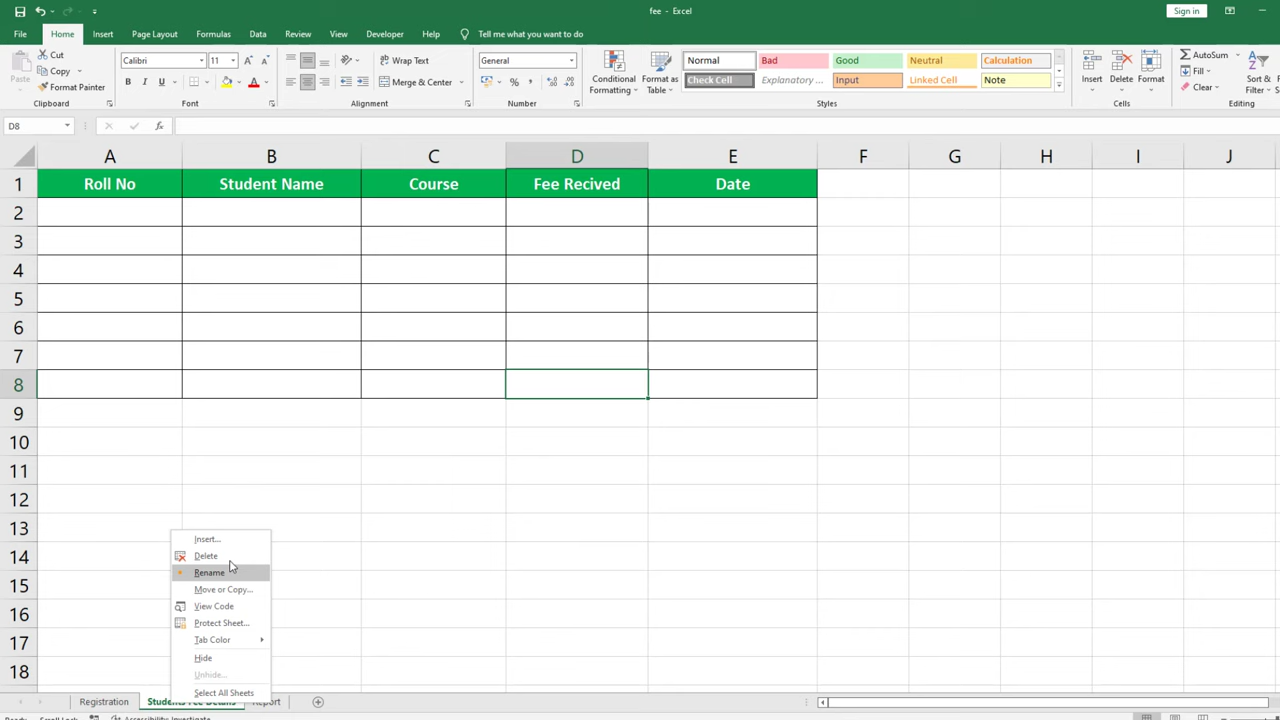 fee - Excel
Sign in
File Home Insert Page Layout Formulas Data Review View Developer Help Tell me what you want to do
Paste
Cut
Copy
Format Painter
Clipboard
Calibri 11
B I U
Font
Wrap Text
Merge & Center
Alignment
General
Number
Conditional Formatting
Format as Table
Normal Bad Good Neutral Calculation
Check Cell Explanatory ... Input Linked Cell Note
Styles
Insert Delete Format
Cells
AutoSum
Fill
Clear
Sort & Filter
Editing
D8
fx
A B C D E F G H I J
1 Roll No Student Name Course Fee Recived Date
2
3
4
5
6
7
8
9
10
11
12
13
14
15
16
17
18
Insert...
Delete
Rename
Move or Copy...
View Code
Protect Sheet...
Tab Color
Hide
Unhide...
Select All Sheets
Registration Students Fee Details Report
Scroll Lock Accessibility: Investigate